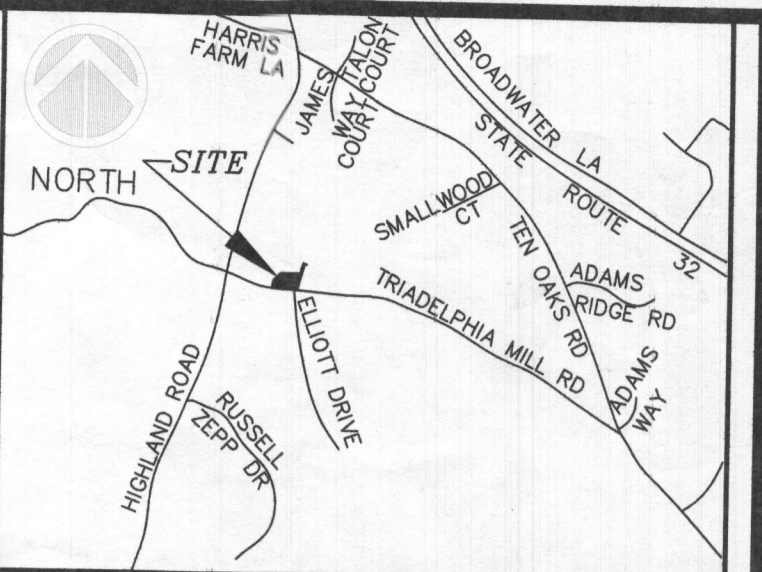 HARRIS
FARM LA
JAMES
WAY
COURT
TALON
COURT
BROADWATER LA
STATE
ROUTE
32
SITE
NORTH
SMALLWOOD
CT
TEN OAKS RD
ADAMS
RIDGE RD
TRIADELPHIA MILL RD
ADAMS
WAY
ELLIOTT DRIVE
HIGHLAND ROAD
RUSSELL
ZEPP DR